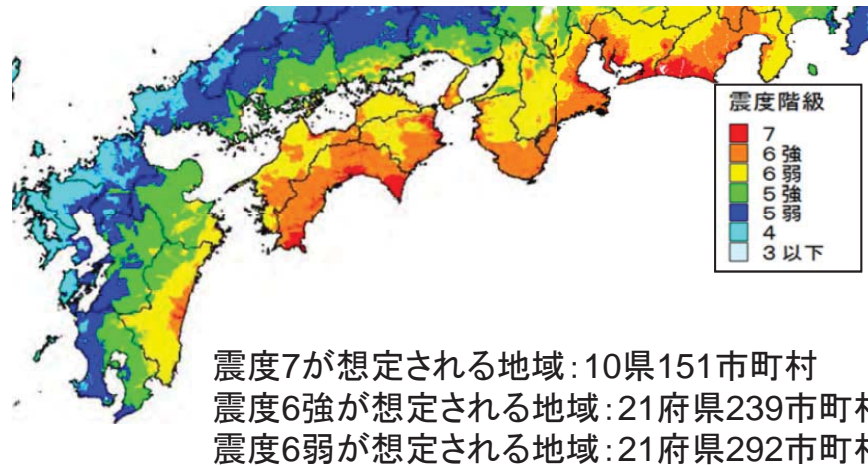 震度階級
7
6強
6弱
5強
5弱
4
3以下
震度7が想定される地域:10県151市町村
震度6強が想定される地域:21府県239市町村
震度6弱が想定される地域:21府県292市町村